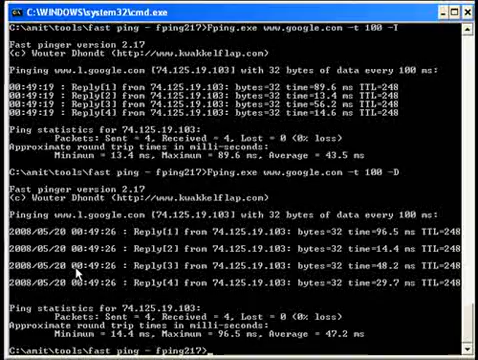 C:\WINDOWS\system32\cmd.exe
C:\amit\tools\fast ping - fping217>Fping.exe www.google.com -t 100 -T
Fast pinger version 2.17
(c) Wouter Dhondt (http://www.kwakkelflap.com)
Pinging www.l.google.com [74.125.19.103] with 32 bytes of data every 100 ms:
00:49:19 : Reply[1] from 74.125.19.103: bytes=32 time=89.6 ms TTL=248
00:49:19 : Reply[2] from 74.125.19.103: bytes=32 time=13.4 ms TTL=248
00:49:19 : Reply[3] from 74.125.19.103: bytes=32 time=56.2 ms TTL=248
00:49:19 : Reply[4] from 74.125.19.103: bytes=32 time=14.6 ms TTL=248
Ping statistics for 74.125.19.103:
Packets: Sent = 4, Received = 4, Lost = 0 (0% loss)
Approximate round trip times in milli-seconds:
Minimum = 13.4 ms, Maximum = 89.6 ms, Average = 43.5 ms
C:\amit\tools\fast ping - fping217>Fping.exe www.google.com -t 100 -D
Fast pinger version 2.17
(c) Wouter Dhondt (http://www.kwakkelflap.com)
Pinging www.l.google.com [74.125.19.103] with 32 bytes of data every 100 ms:
2008/05/20 00:49:26 : Reply[1] from 74.125.19.103: bytes=32 time=96.5 ms TTL=248
2008/05/20 00:49:26 : Reply[2] from 74.125.19.103: bytes=32 time=14.4 ms TTL=248
2008/05/20 00:49:26 : Reply[3] from 74.125.19.103: bytes=32 time=48.2 ms TTL=248
2008/05/20 00:49:26 : Reply[4] from 74.125.19.103: bytes=32 time=29.7 ms TTL=248
Ping statistics for 74.125.19.103:
Packets: Sent = 4, Received = 4, Lost = 0 (0% loss)
Approximate round trip times in milli-seconds:
Minimum = 14.4 ms, Maximum = 96.5 ms, Average = 47.2 ms
C:\amit\tools\fast ping - fping217>_